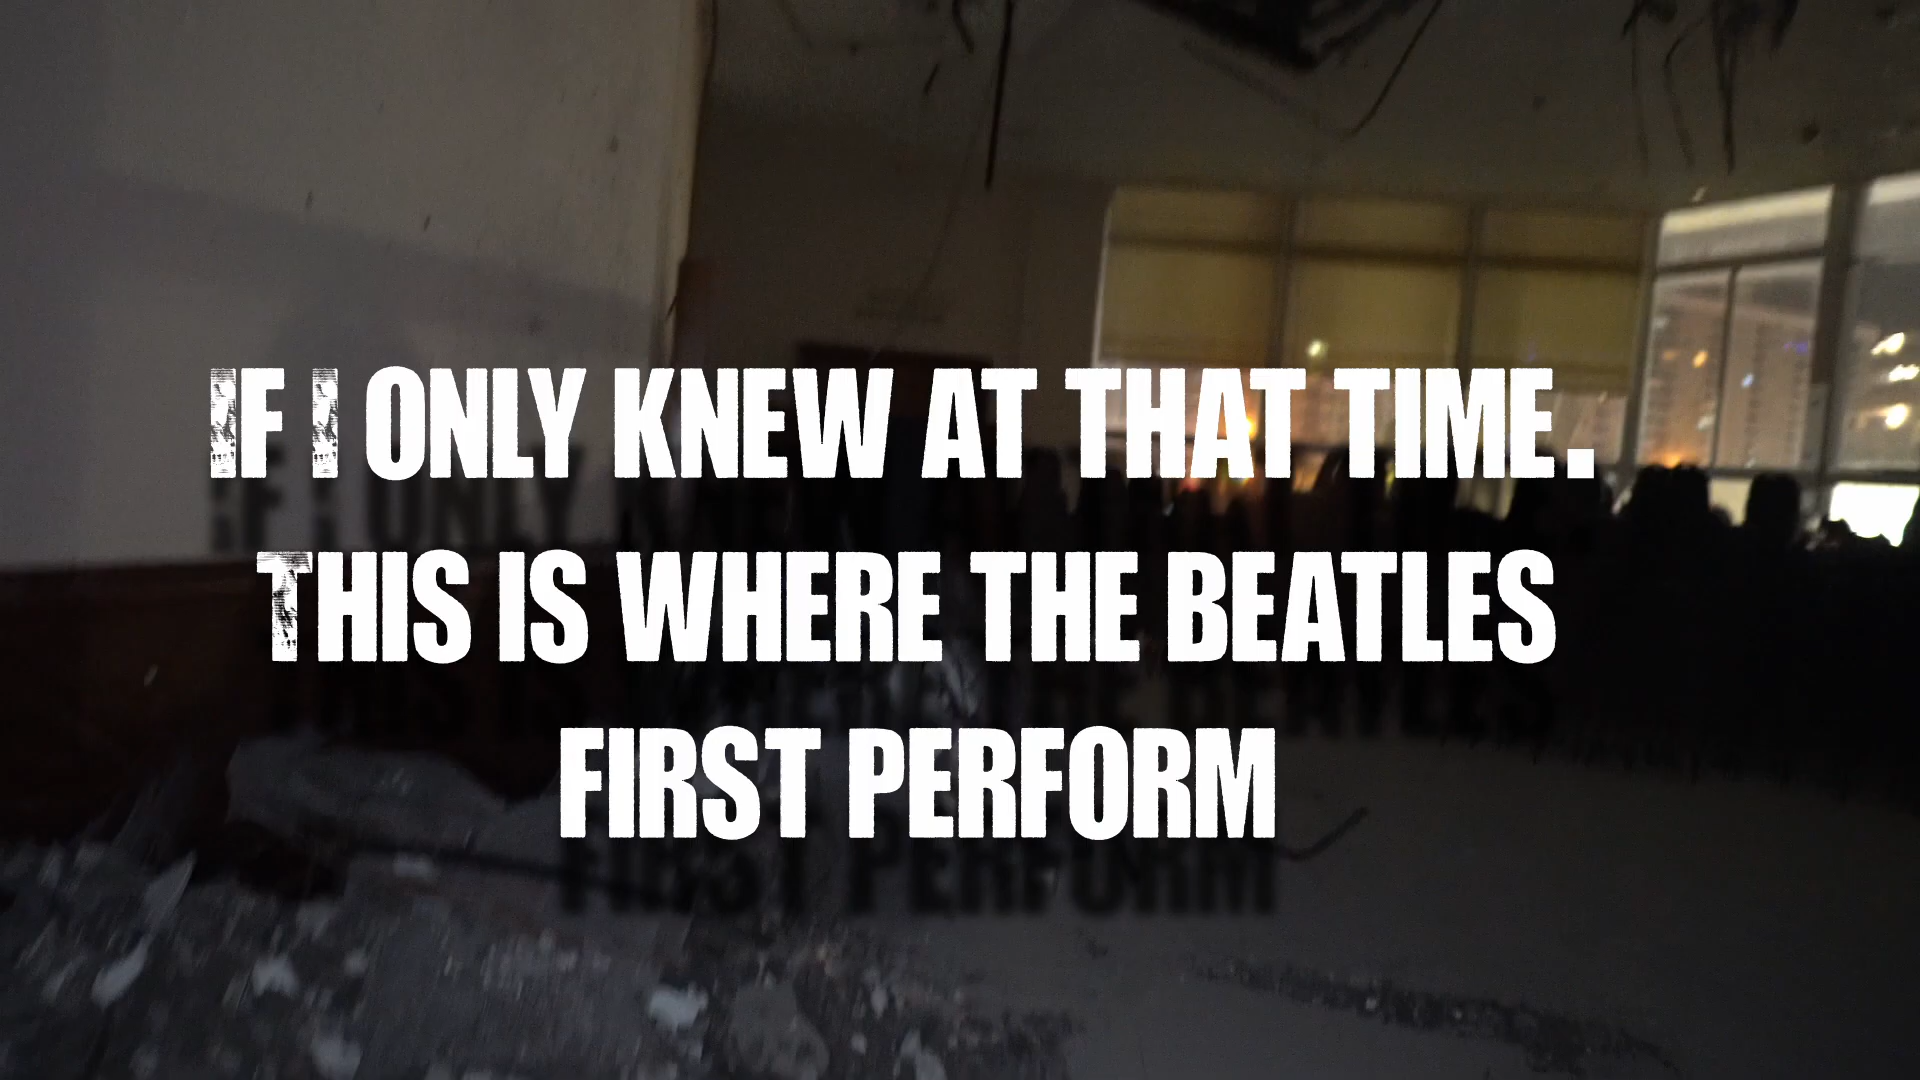 IF I ONLY KNEW AT THAT TIME.
THIS IS WHERE THE BEATLES
FIRST PERFORM